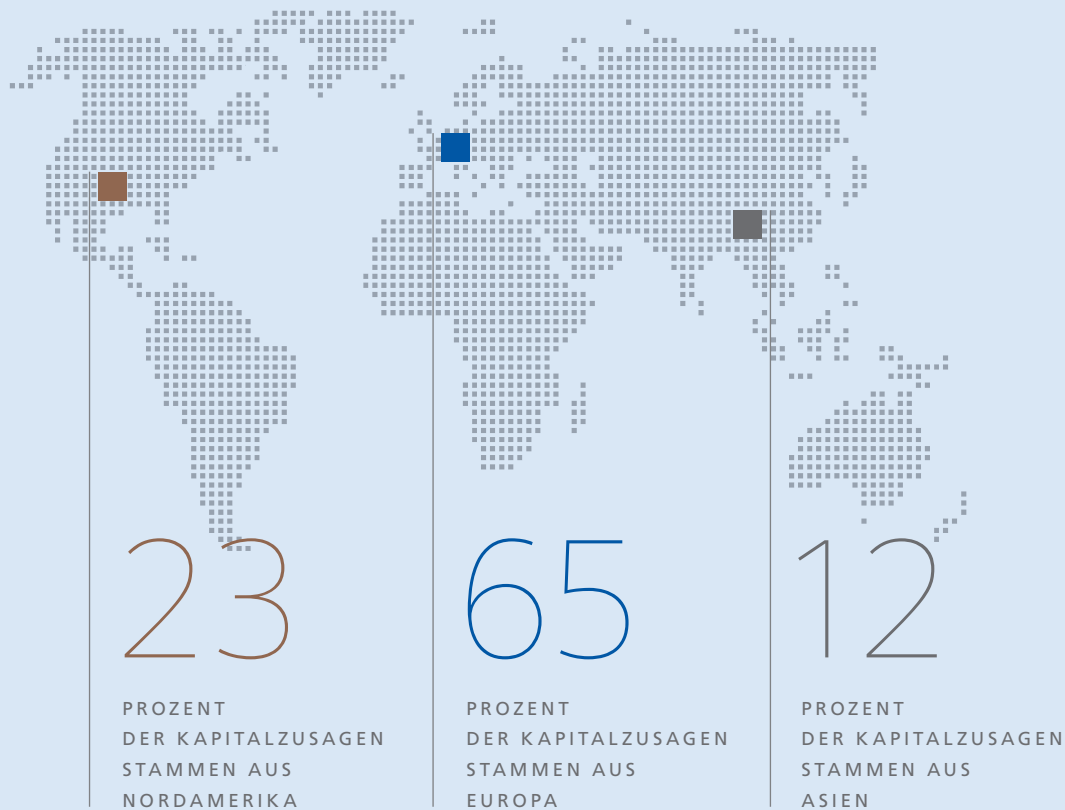 23
PROZENT
DER KAPITALZUSAGEN
STAMMEN AUS
NORDAMERIKA
65
PROZENT
DER KAPITALZUSAGEN
STAMMEN AUS
EUROPA
12
PROZENT
DER KAPITALZUSAGEN
STAMMEN AUS
ASIEN